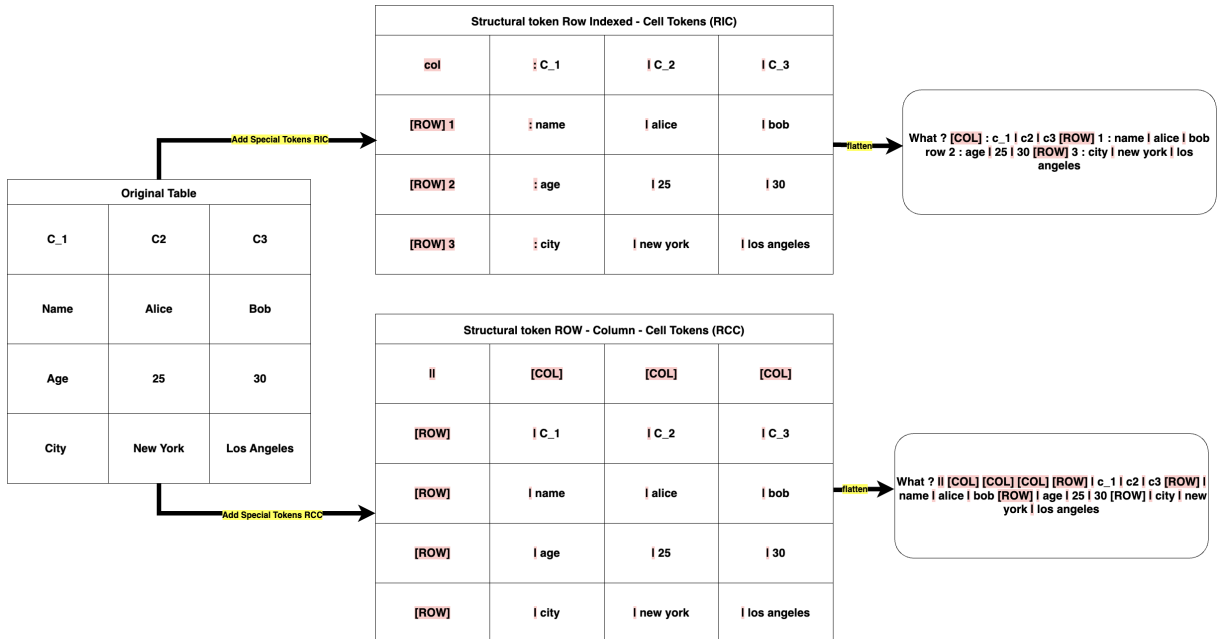 Structural token Row Indexed - Cell Tokens (RIC)
col : C_1 | C_2 | C_3
[ROW] 1 : name | alice | bob
[ROW] 2 : age | 25 | 30
[ROW] 3 : city | new york | los angeles
Add Special Tokens RIC
flatten
What ? [COL] : c_1 | c2 | c3 [ROW] 1 : name | alice | bob
row 2 : age | 25 | 30 [ROW] 3 : city | new york | los
angeles
Original Table
C_1 C2 C3
Name Alice Bob
Age 25 30
City New York Los Angeles
Add Special Tokens RCC
Structural token ROW - Column - Cell Tokens (RCC)
|| [COL] [COL] [COL]
[ROW] | C_1 | C_2 | C_3
[ROW] | name | alice | bob
[ROW] | age | 25 | 30
[ROW] | city | new york | los angeles
flatten
What ? || [COL] [COL] [COL] [ROW] | c_1 | c2 | c3 [ROW] |
name | alice | bob [ROW] | age | 25 | 30 [ROW] | city | new
york | los angeles